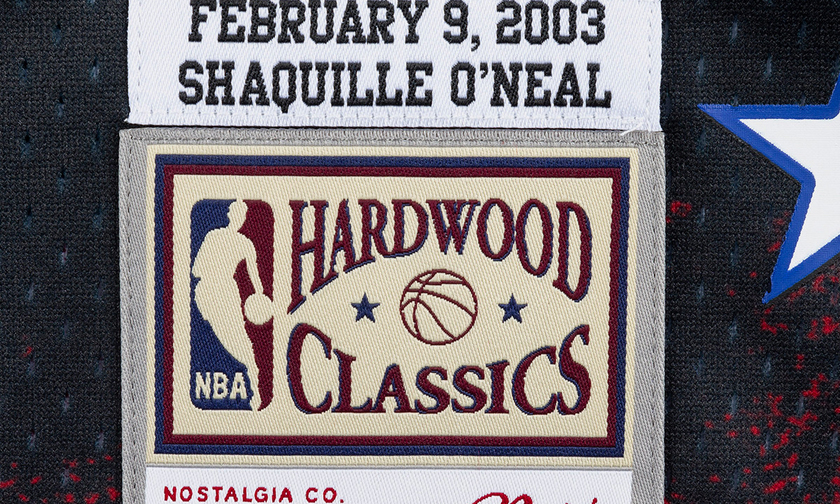 FEBRUARY 9, 2003
SHAQUILLE O'NEAL
HARDWOOD
NBA
CLASSICS
NOSTALGIA CO.